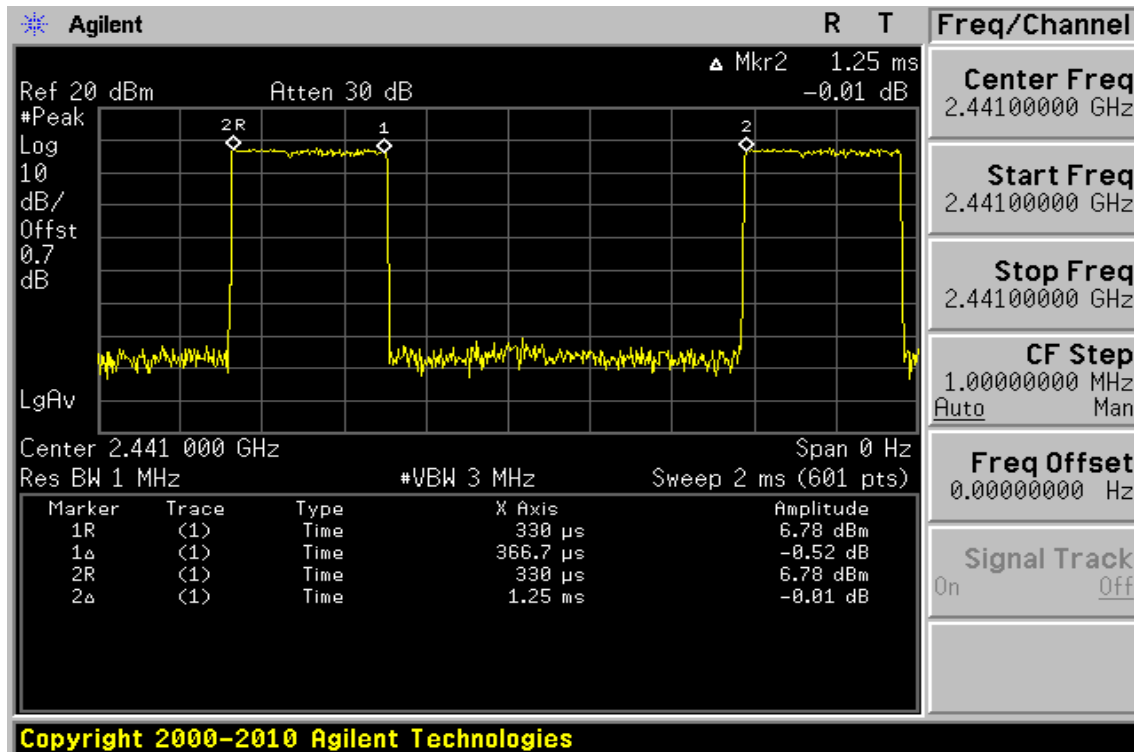 Agilent R T Freq/Channel
Δ Mkr2 1.25 ms
Ref 20 dBm Atten 30 dB -0.01 dB
#Peak
Log
10
dB/
Offst
0.7
dB
LgAv
2R 1 2
Center 2.441 000 GHz Span 0 Hz
Res BW 1 MHz #VBW 3 MHz Sweep 2 ms (601 pts)
Marker Trace Type X Axis Amplitude
1R (1) Time 330 µs 6.78 dBm
1Δ (1) Time 366.7 µs -0.52 dB
2R (1) Time 330 µs 6.78 dBm
2Δ (1) Time 1.25 ms -0.01 dB
Center Freq
2.44100000 GHz
Start Freq
2.44100000 GHz
Stop Freq
2.44100000 GHz
CF Step
1.00000000 MHz
Auto Man
Freq Offset
0.00000000 Hz
Signal Track
On Off
Copyright 2000-2010 Agilent Technologies